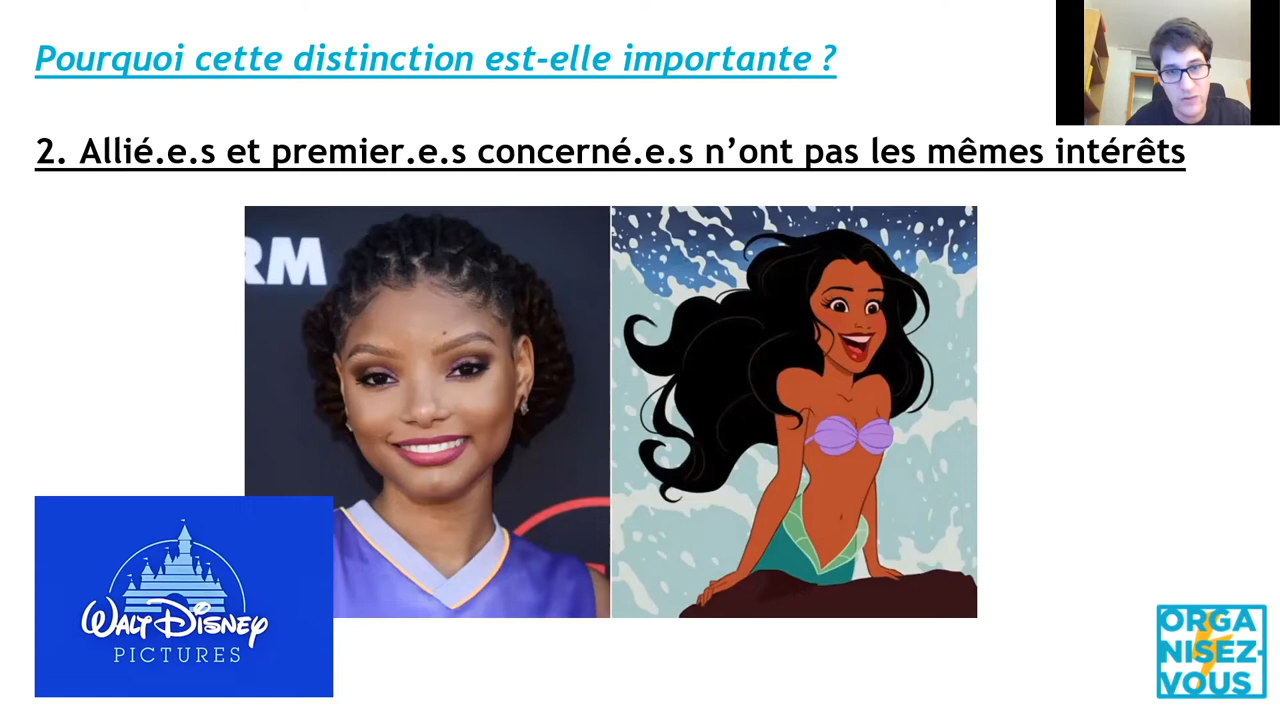 Pourquoi cette distinction est-elle importante ?
2. Allié.e.s et premier.e.s concerné.e.s n’ont pas les mêmes intérêts
RM
WALT DISNEY
PICTURES
ORGA
NISEZ-
VOUS